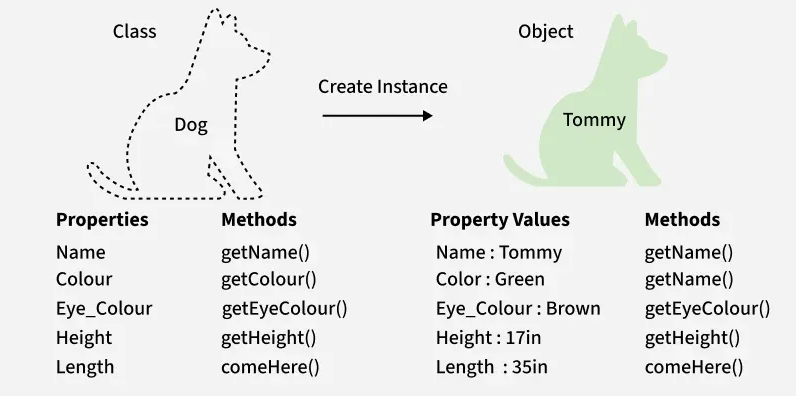 Class
Object
Create Instance
Dog
Tommy
Properties Methods Property Values Methods
Name getName() Name : Tommy getName()
Colour getColour() Color : Green getName()
Eye_Colour getEyeColour() Eye_Colour : Brown getEyeColour()
Height getHeight() Height : 17in getHeight()
Length comeHere() Length : 35in comeHere()